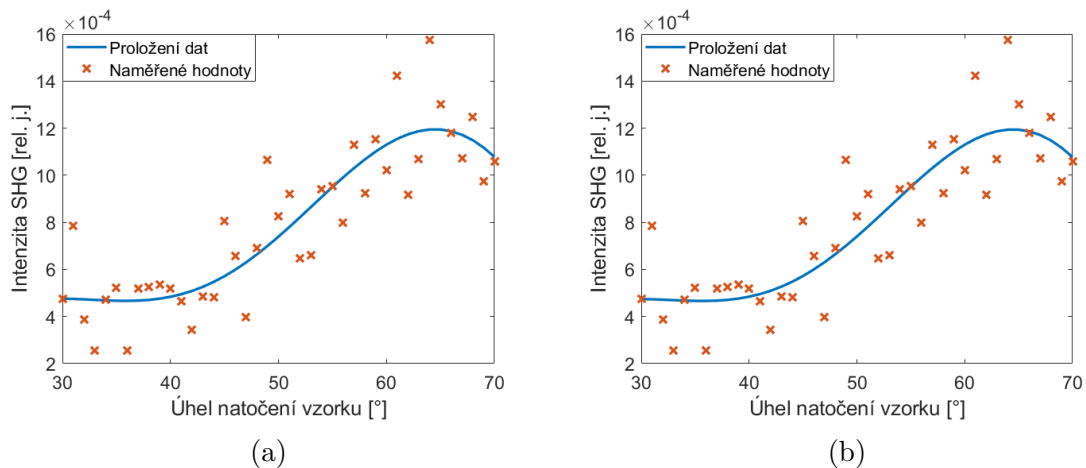 ×10⁻⁴
16
14
12
10
8
6
4
2
Intenzita SHG [rel. j.]
Proložení dat
Naměřené hodnoty
30
40
50
60
70
Úhel natočení vzorku [°]
(a)
×10⁻⁴
16
14
12
10
8
6
4
2
Intenzita SHG [rel. j.]
Proložení dat
Naměřené hodnoty
30
40
50
60
70
Úhel natočení vzorku [°]
(b)